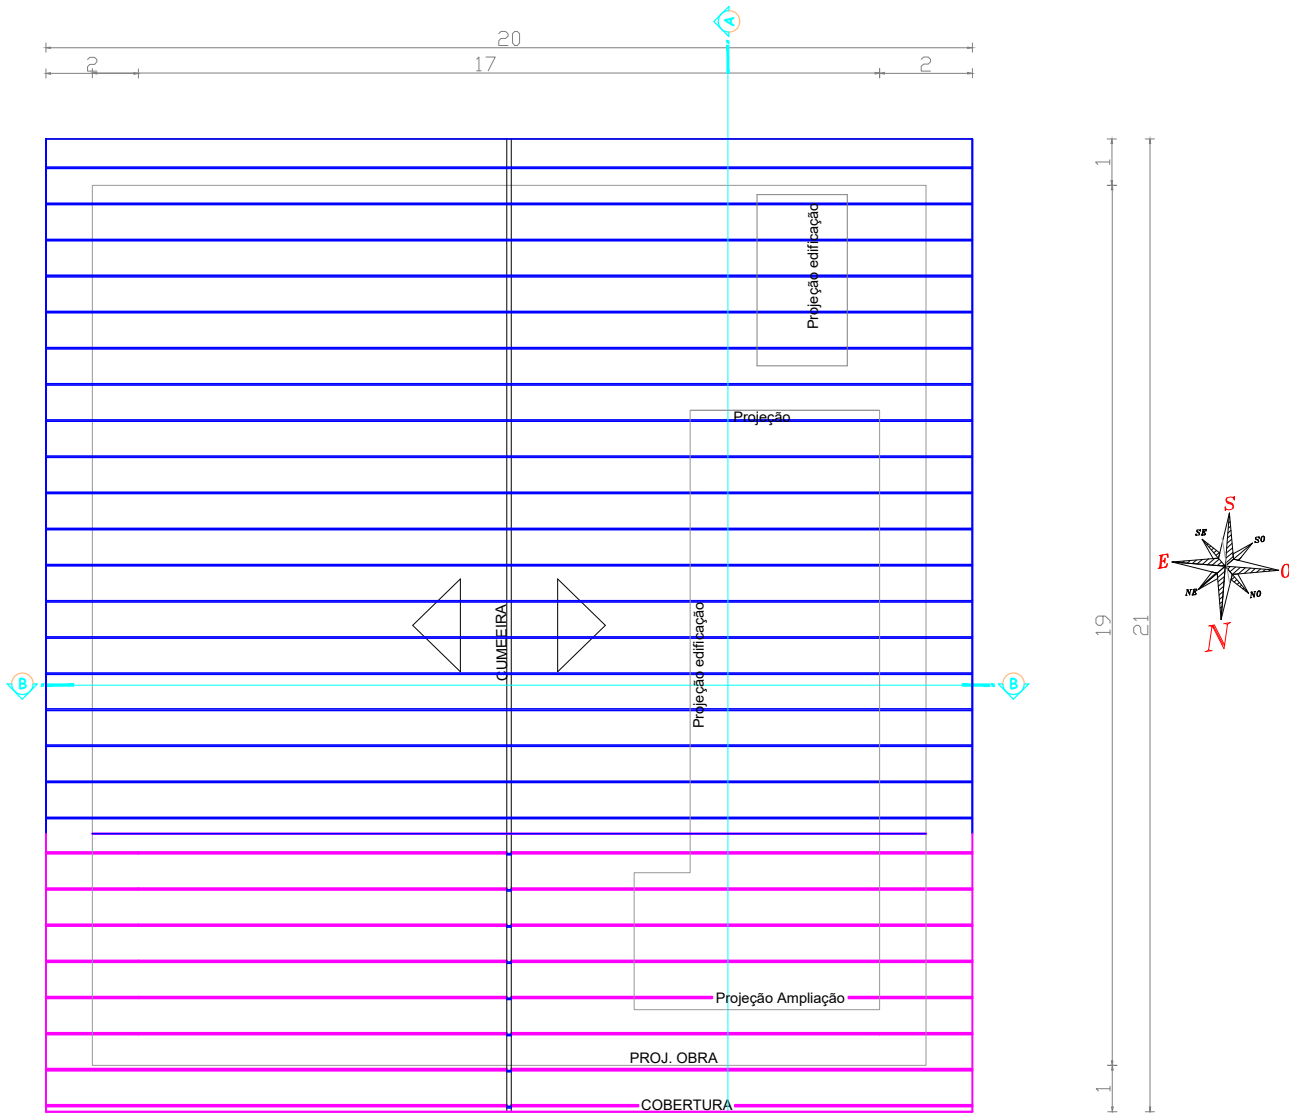 A
20
2
17
2
1
Projeção edificação
Projeção
S
SE
SO
E
O
NE
NO
N
CUMEEIRA
Projeção edificação
19
21
B
B
Projeção Ampliação
PROJ. OBRA
1
COBERTURA